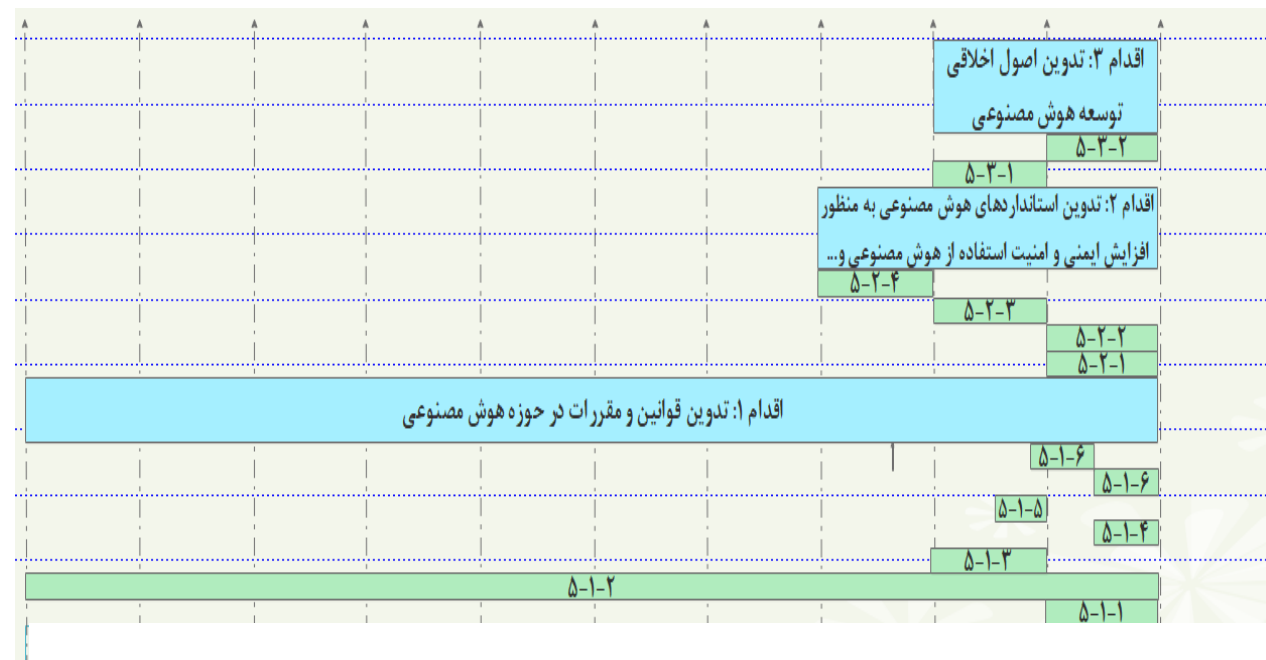 اقدام ۳: تدوین اصول اخلاقی
توسعه هوش مصنوعی
۵-۳-۲
۵-۳-۱
اقدام ۲: تدوین استانداردهای هوش مصنوعی به منظور
افزایش ایمنی و امنیت استفاده از هوش مصنوعی و...
۵-۲-۴
۵-۲-۳
۵-۲-۲
۵-۲-۱
اقدام ۱: تدوین قوانین و مقررات در حوزه هوش مصنوعی
۵-۱-۶
۵-۱-۶
۵-۱-۵
۵-۱-۴
۵-۱-۳
۵-۱-۲
۵-۱-۱